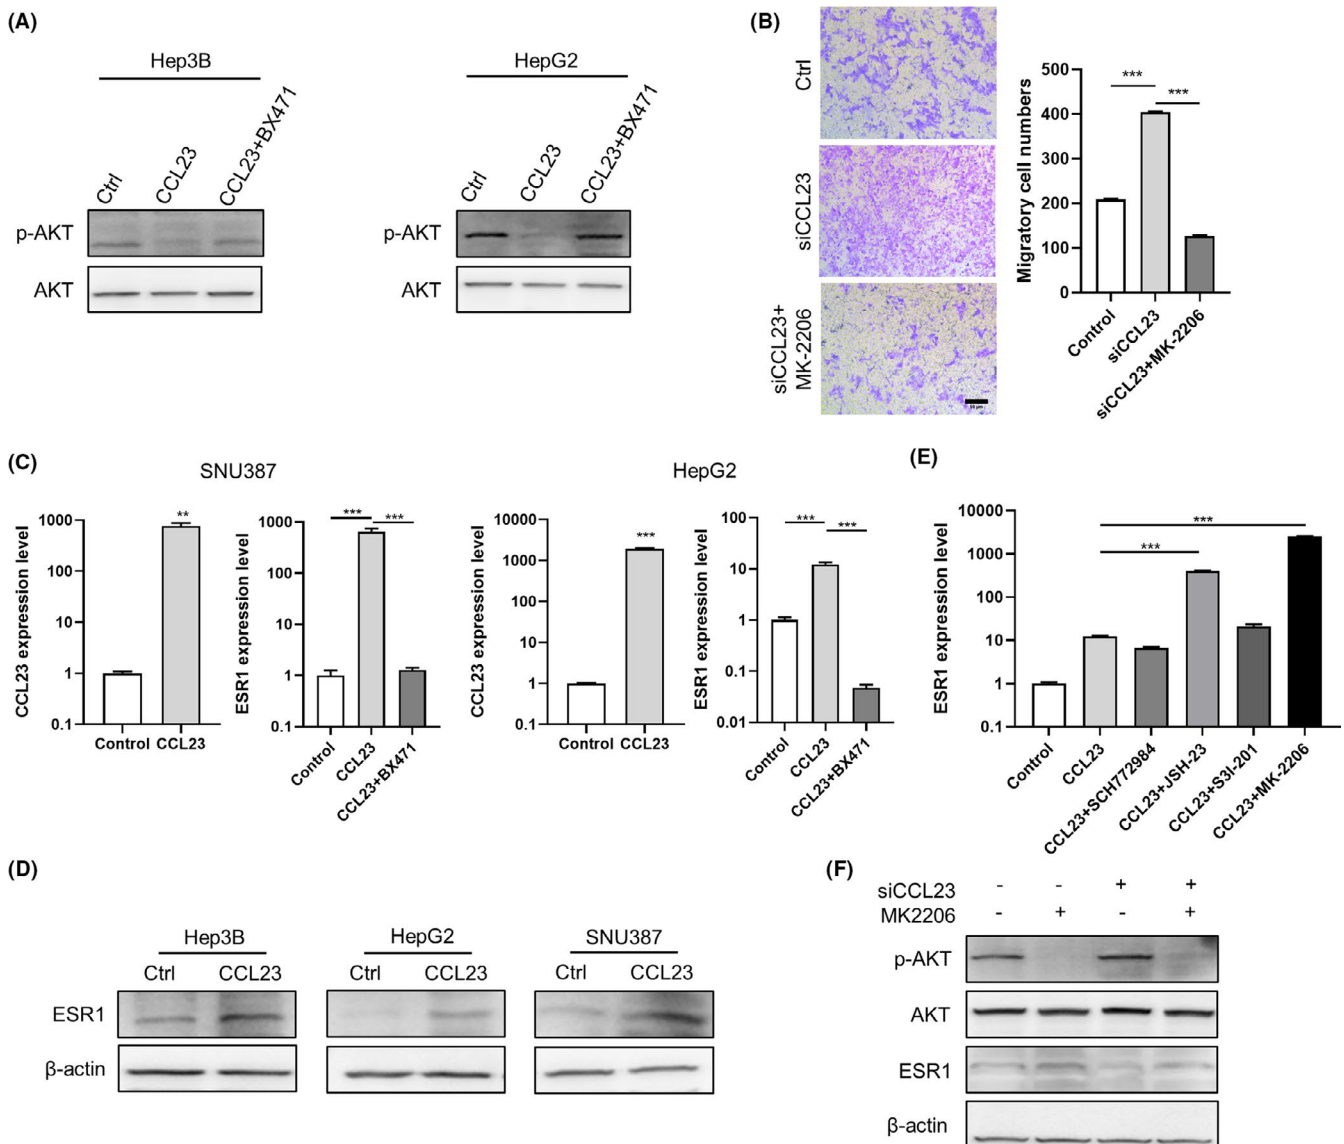 (A)
Hep3B
HepG2
Ctrl
CCL23
CCL23+BX471
Ctrl
CCL23
CCL23+BX471
p-AKT
AKT
p-AKT
AKT
(B)
Ctrl
siCCL23
siCCL23+
MK-2206
Migratory cell numbers
500
400
300
200
100
0
***
***
Control
siCCL23
siCCL23+MK-2206
(C)
SNU387
HepG2
CCL23 expression level
1000
100
10
1
0.1
**
Control CCL23
ESR1 expression level
1000
100
10
1
0.1
***
***
Control
CCL23
CCL23+BX471
CCL23 expression level
10000
1000
100
10
1
0.1
***
Control CCL23
ESR1 expression level
100
10
1
0.1
0.01
***
***
Control
CCL23
CCL23+BX471
(E)
ESR1 expression level
10000
1000
100
10
1
0.1
***
***
Control
CCL23
CCL23+SCH772984
CCL23+JSH-23
CCL23+S3I-201
CCL23+MK-2206
(D)
Hep3B
HepG2
SNU387
Ctrl CCL23
Ctrl CCL23
Ctrl CCL23
ESR1
β-actin
(F)
siCCL23 - - + +
MK2206 - + - +
p-AKT
AKT
ESR1
β-actin